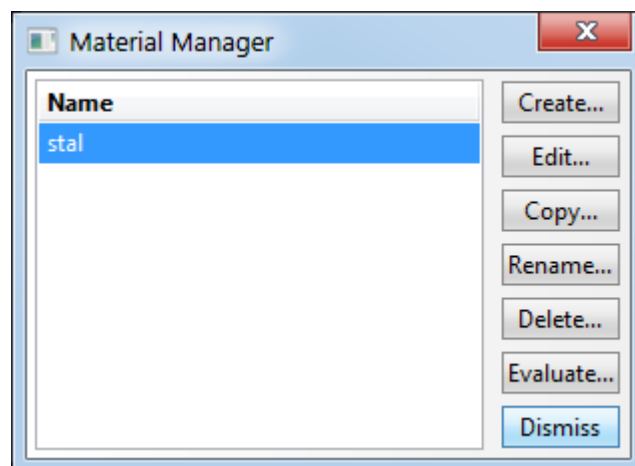 Material Manager
Name
stal
Create...
Edit...
Copy...
Rename...
Delete...
Evaluate...
Dismiss